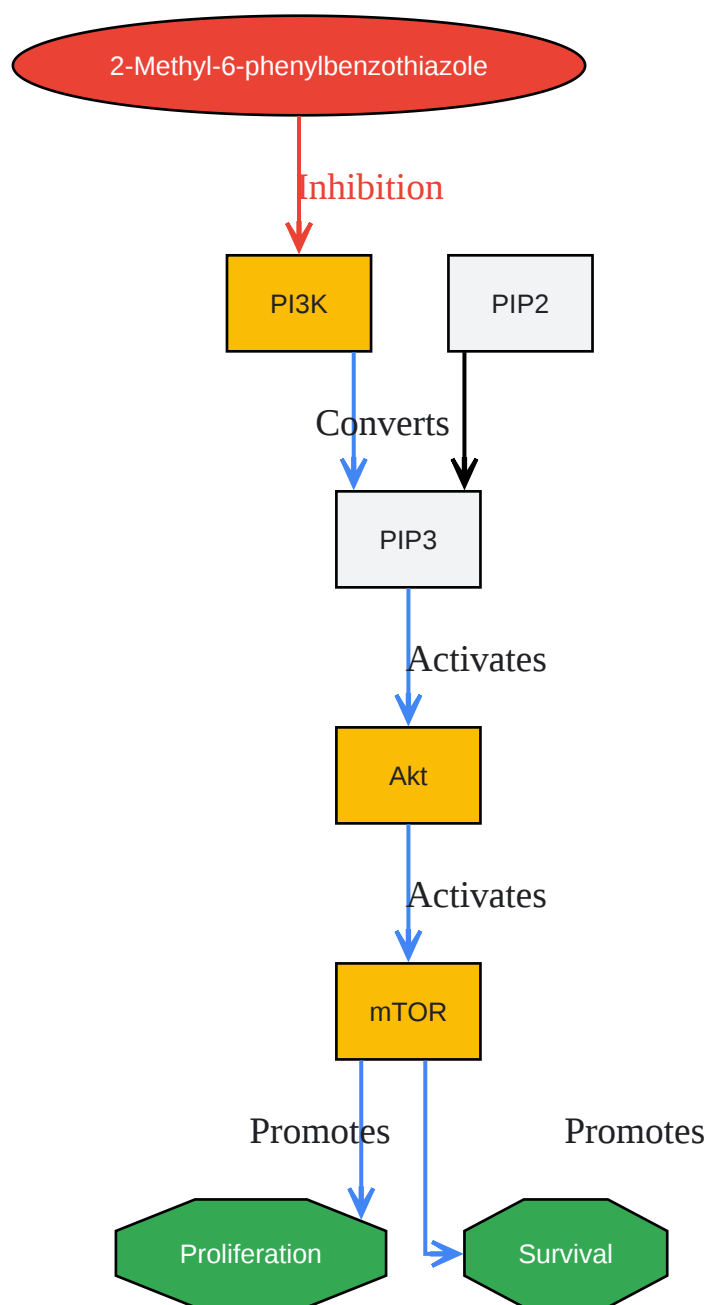 2-Methyl-6-phenylbenzothiazole
Inhibition
PI3K
PIP2
Converts
PIP3
Activates
Akt
Activates
mTOR
Promotes
Promotes
Proliferation
Survival